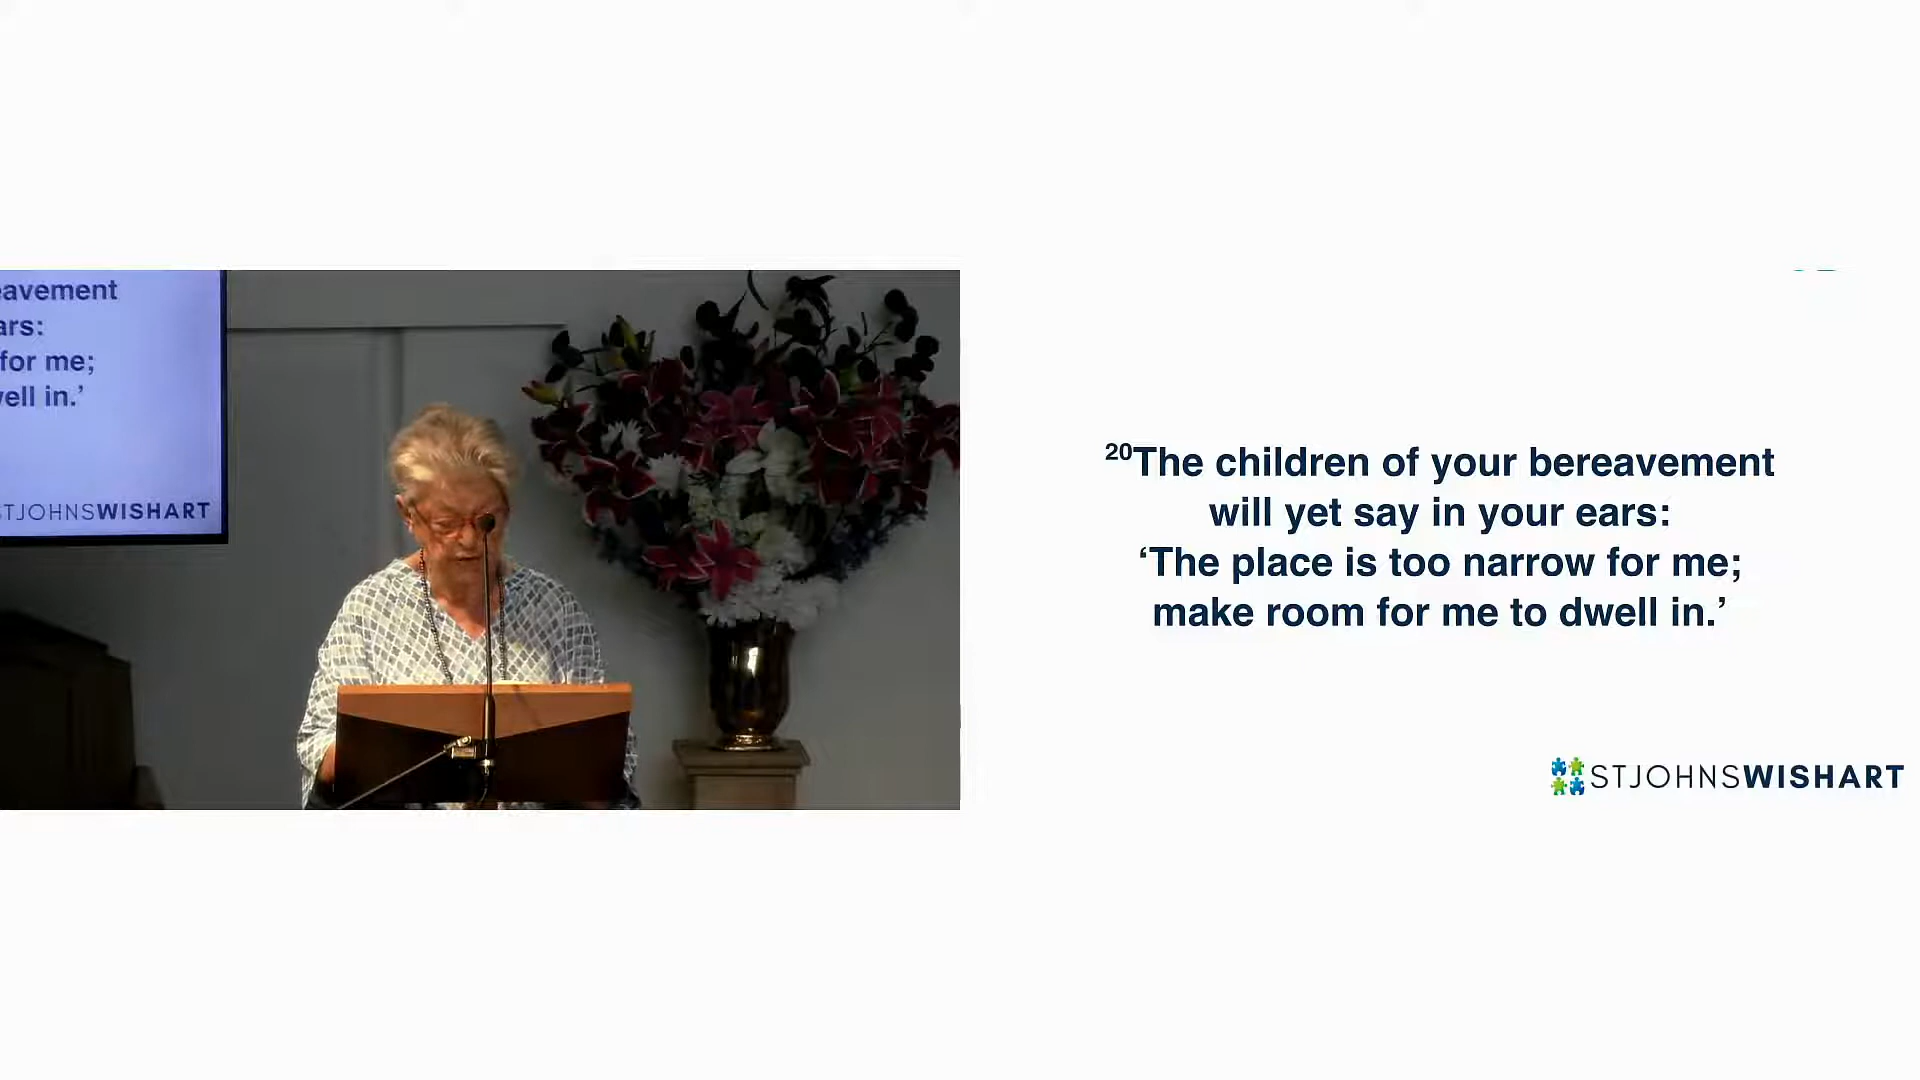 eavement
ars:
for me;
ell in.’
STJOHNSWISHART
20The children of your bereavement
will yet say in your ears:
‘The place is too narrow for me;
make room for me to dwell in.’
STJOHNSWISHART